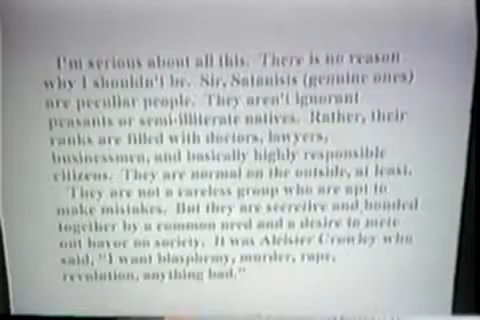 I'm serious about all this. There is no reason
why I shouldn't be. Sir, Satanists (genuine ones)
are peculiar people. They aren't ignorant
peasants or semi-illiterate natives. Rather, their
ranks are filled with doctors, lawyers,
businessmen, and basically highly responsible
citizens. They are normal on the outside, at least.
They are not a careless group who are apt to
make mistakes. But they are secretive and bonded
together by a common need and a desire to mete
out havoc on society. It was Aleister Crowley who
said, "I want blasphemy, murder, rape,
revolution, anything bad."